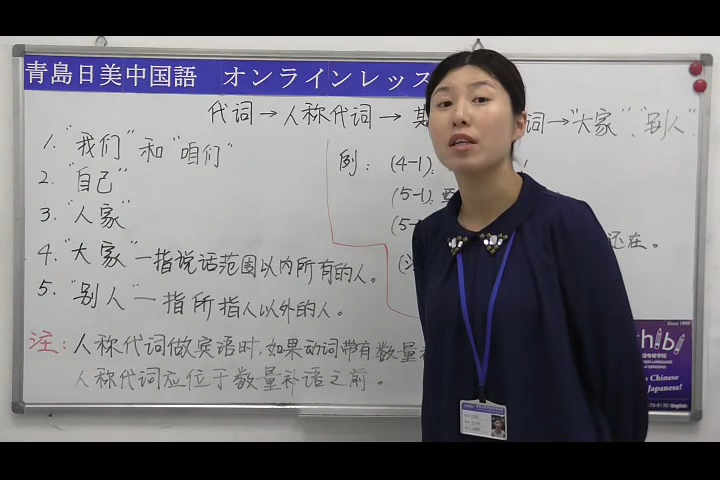 青島日美中国語 オンラインレッス
代词→人称代词→ 词→"大家"、"别人"
1. "我们"和"咱们"
2. "自己"
3. "人家"
4. "大家"一指说话范围以内所有的人。
5. "别人"一指所指人以外的人。
注:人称代词做宾语时,如果动词带有数量
人称代词应位于数量补语之前。
例: (4-1):
(5-1)
(5-
还在。
Since 1999
Chinese
Japanese!